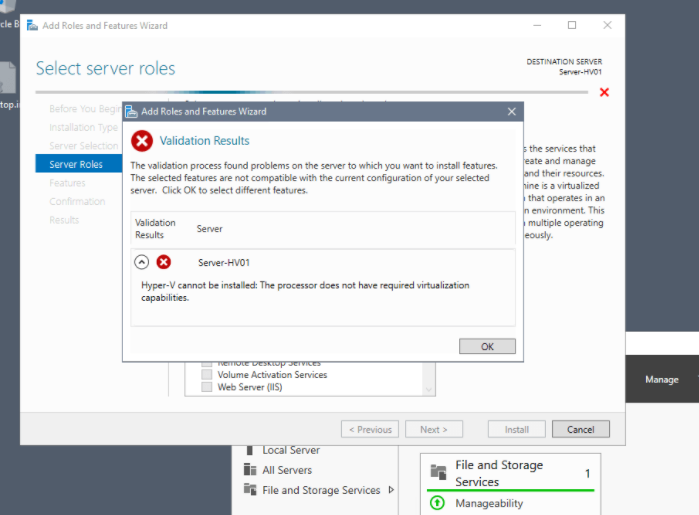 cle B
Add Roles and Features Wizard
Select server roles
DESTINATION SERVER
Server-HV01
top.i
Before You Begin
Installation Type
Server Selection
Server Roles
Features
Confirmation
Results
Add Roles and Features Wizard
Validation Results
The validation process found problems on the server to which you want to install features.
The selected features are not compatible with the current configuration of your selected
server. Click OK to select different features.
Validation Results
Server
Server-HV01
Hyper-V cannot be installed: The processor does not have required virtualization
capabilities.
OK
s the services that
reate and manage
and their resources.
hine is a virtualized
that operates in an
n environment. This
multiple operating
eously.
Remote Desktop Services
Volume Activation Services
Web Server (IIS)
< Previous
Next >
Install
Cancel
Manage
Local Server
All Servers
File and Storage Services
File and Storage
Services
1
Manageability